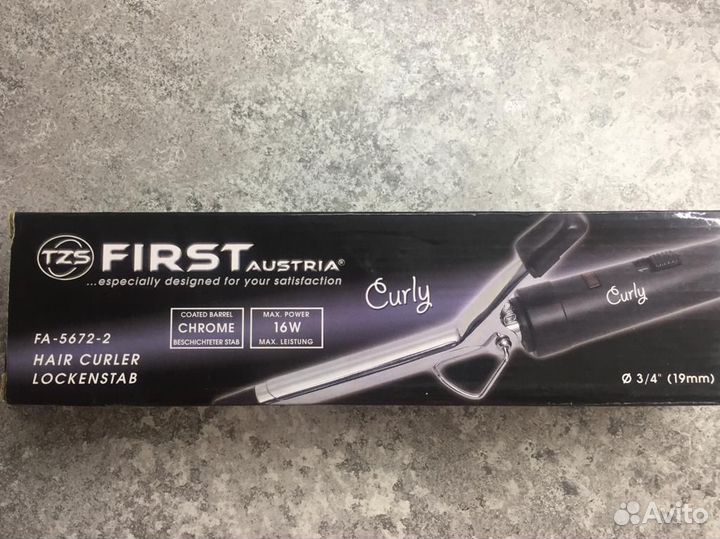 TZS FIRST AUSTRIA®
...especially designed for your satisfaction
FA-5672-2
HAIR CURLER
LOCKENSTAB
COATED BARREL
CHROME
BESCHICHTETER STAB
MAX. POWER
16W
MAX. LEISTUNG
Curly
Curly
Ø 3/4" (19mm)
Avito